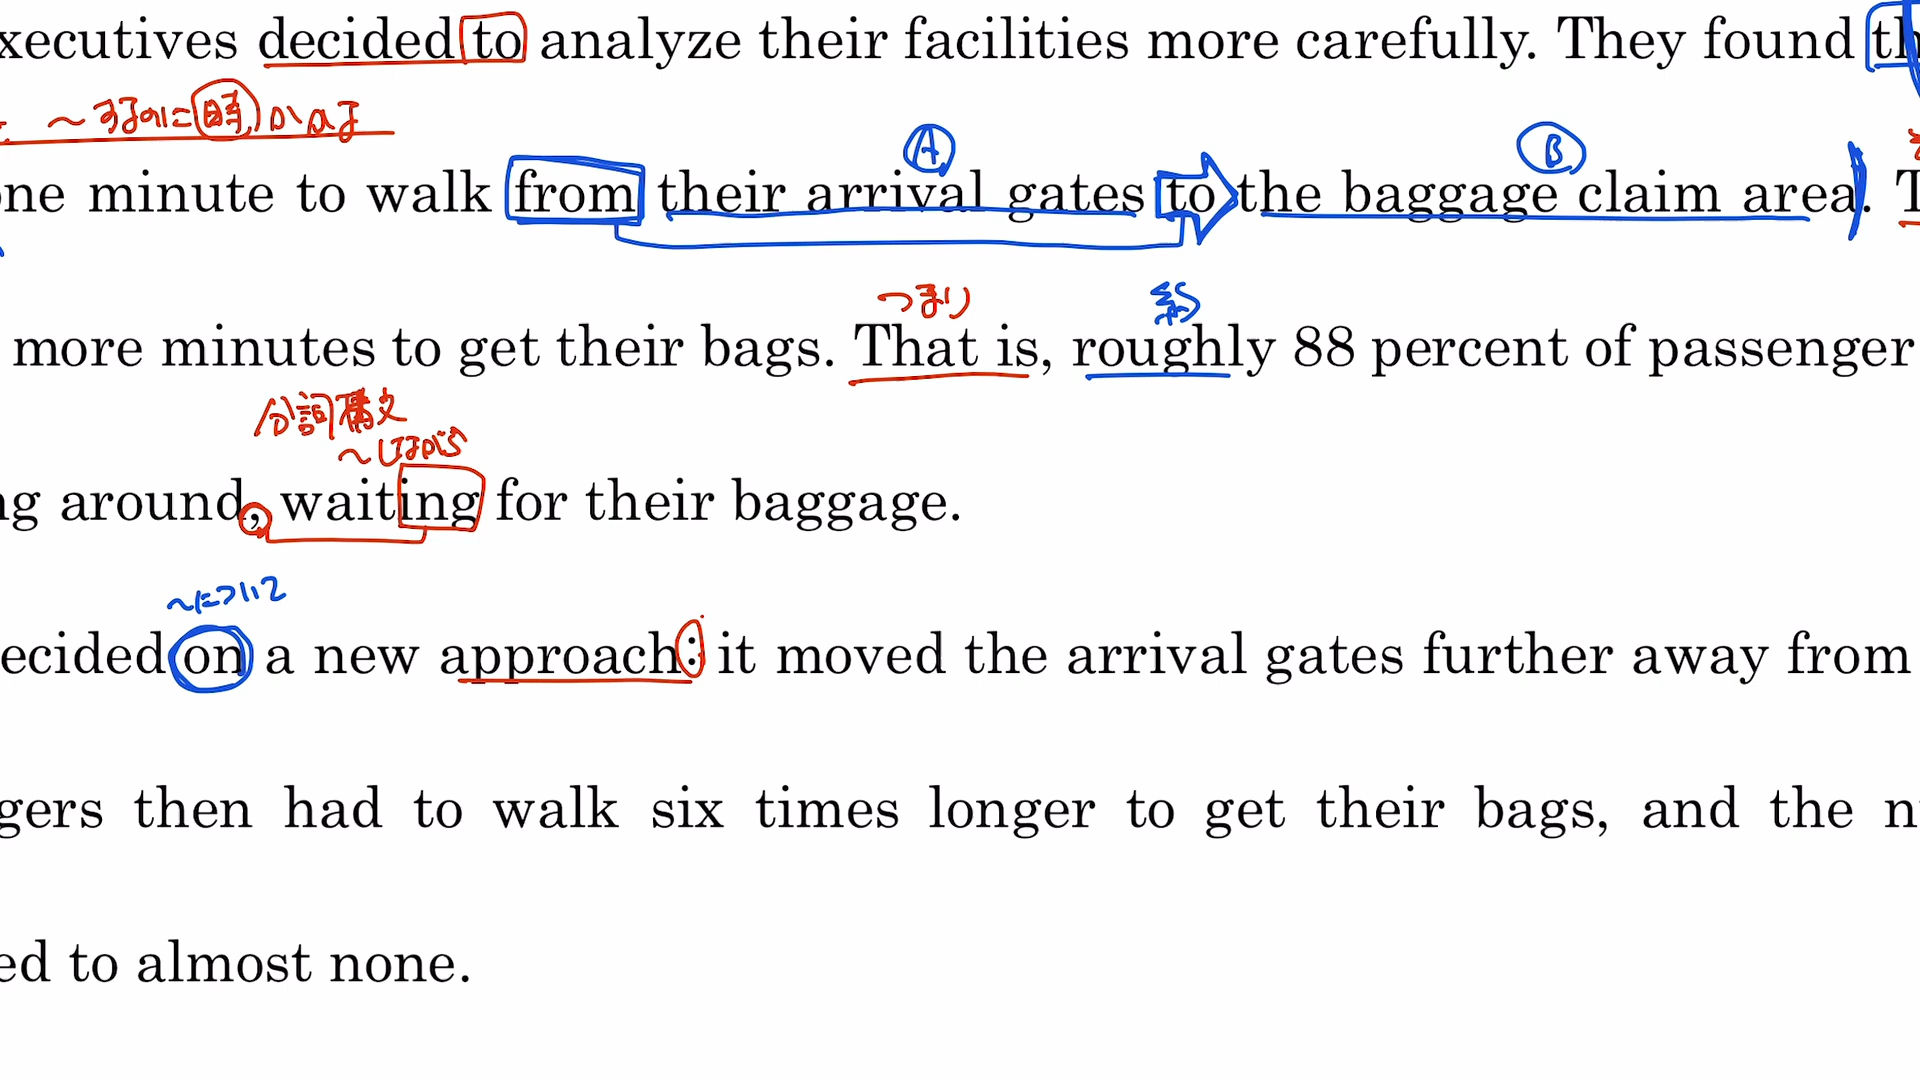 xecutives decided to analyze their facilities more carefully. They found th
～するのに時かかる
A B
one minute to walk from their arrival gates to the baggage claim area.
つまり 約
more minutes to get their bags. That is, roughly 88 percent of passenger
分詞構文
～しながら
ng around, waiting for their baggage.
～について
ecided on a new approach: it moved the arrival gates further away from
gers then had to walk six times longer to get their bags, and the n
ed to almost none.